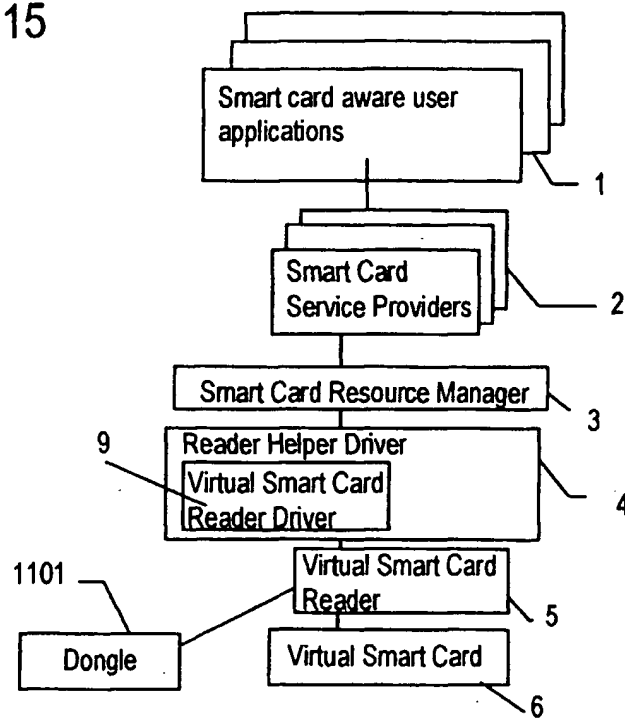 15
Smart card aware user
applications
1
Smart Card
Service Providers
2
Smart Card Resource Manager
3
9
Reader Helper Driver
Virtual Smart Card
Reader Driver
4
1101
Virtual Smart Card
Reader
5
Dongle
Virtual Smart Card
6